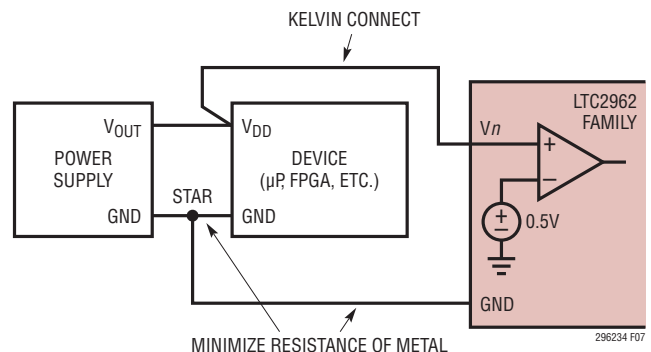 KELVIN CONNECT
LTC2962
FAMILY
VOUT
VDD
Vn
POWER
SUPPLY
DEVICE
(µP, FPGA, ETC.)
+
−
STAR
GND
GND
+
−
0.5V
GND
MINIMIZE RESISTANCE OF METAL
296234 F07